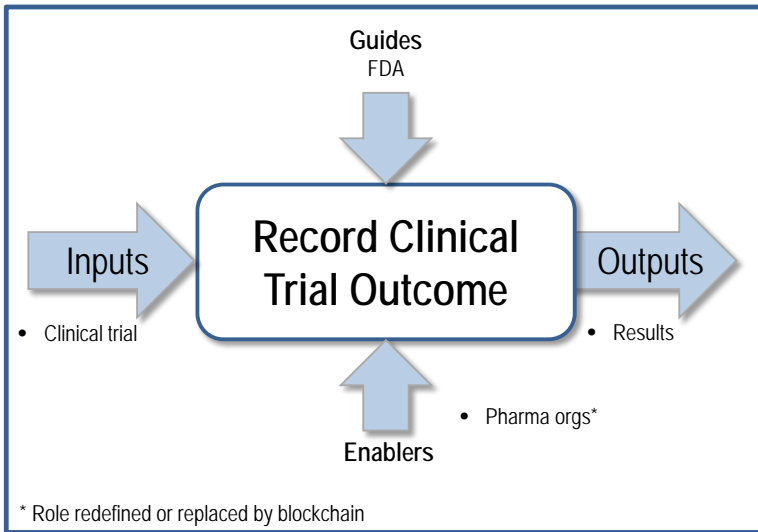 Guides
FDA
Record Clinical
Trial Outcome
Inputs
Outputs
• Clinical trial
• Results
• Pharma orgs*
Enablers
* Role redefined or replaced by blockchain